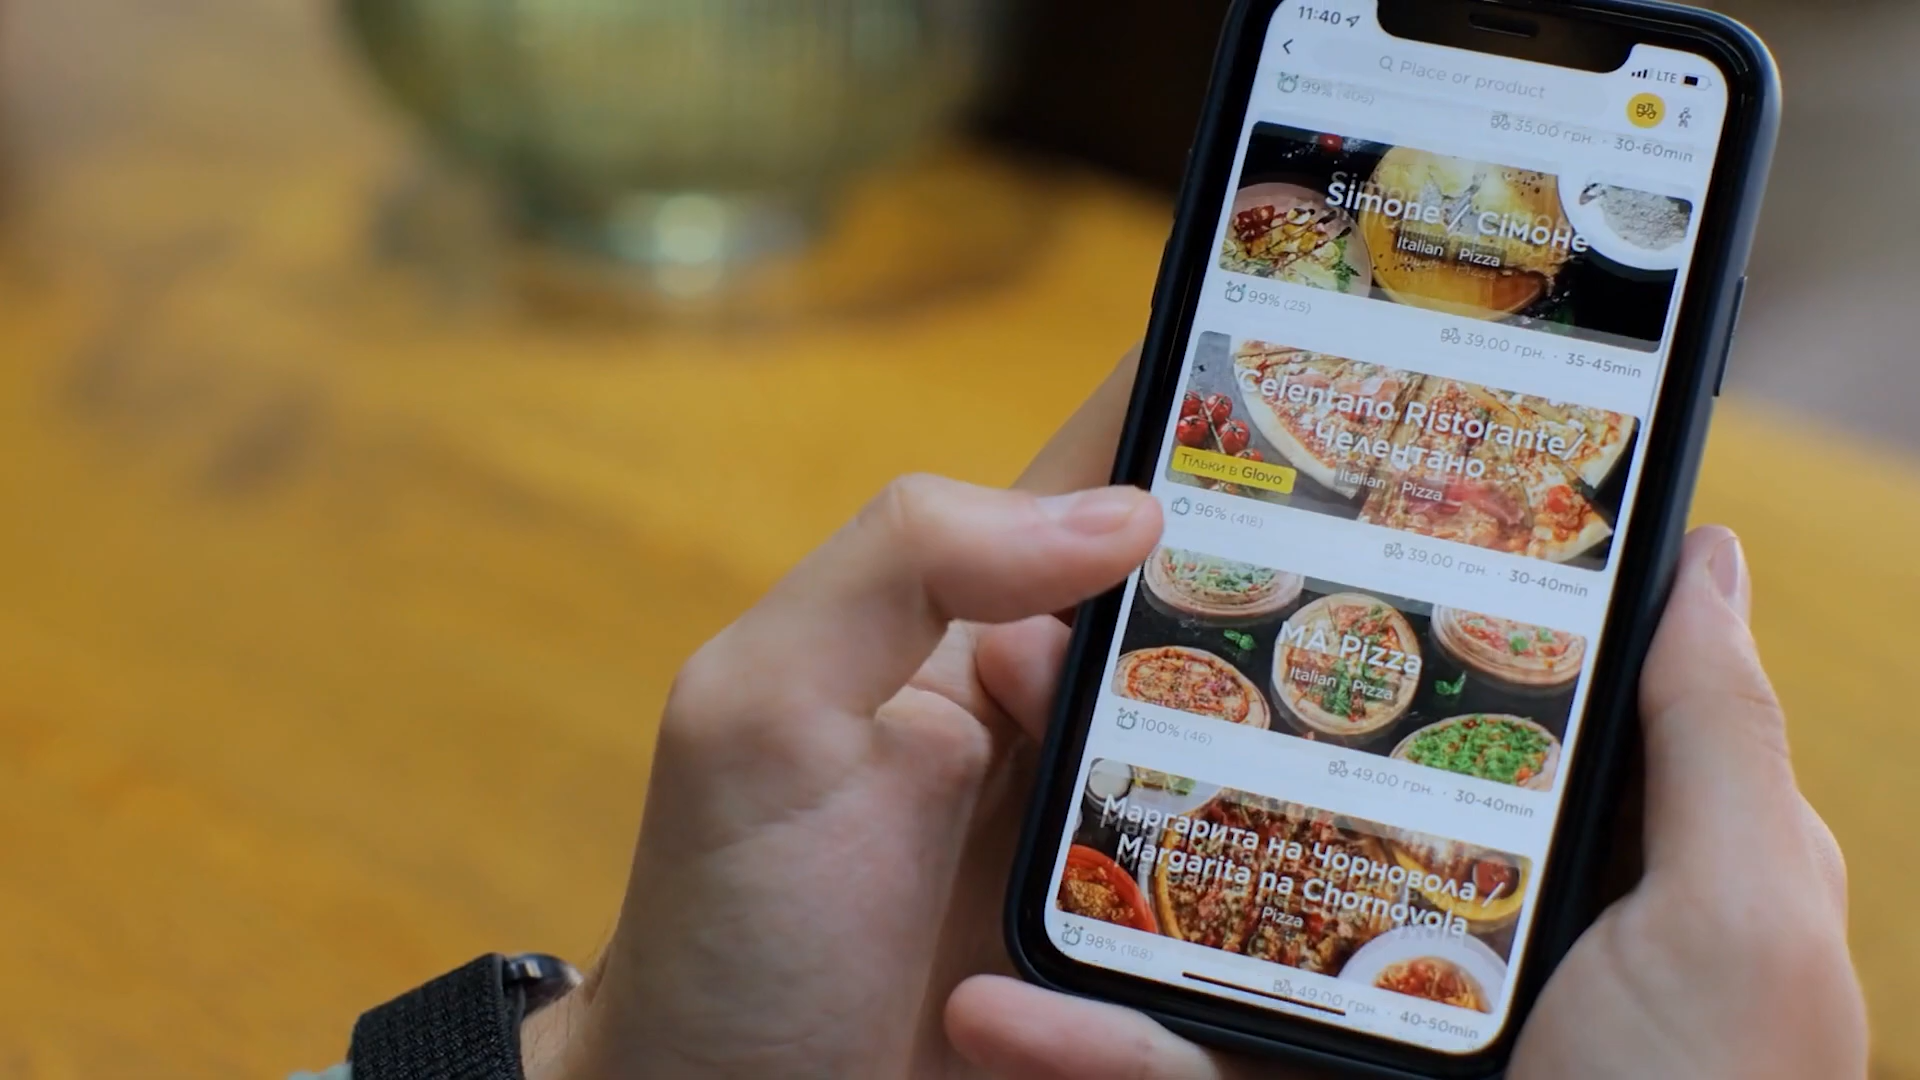 11:40
LTE
Place or product
99% (406)
35,00 грн. · 30-60min
Simone / Сімоне
Italian Pizza
99% (25)
39,00 грн. · 35-45min
Celentano Ristorante/
Челентано
Italian Pizza
Тільки в Glovo
96% (418)
39,00 грн. · 30-40min
MA Pizza
Italian Pizza
100% (46)
49,00 грн. · 30-40min
Маргарита на Чорновола /
Margarita na Chornovola
Pizza
98% (168)
49,00 грн. · 40-50min